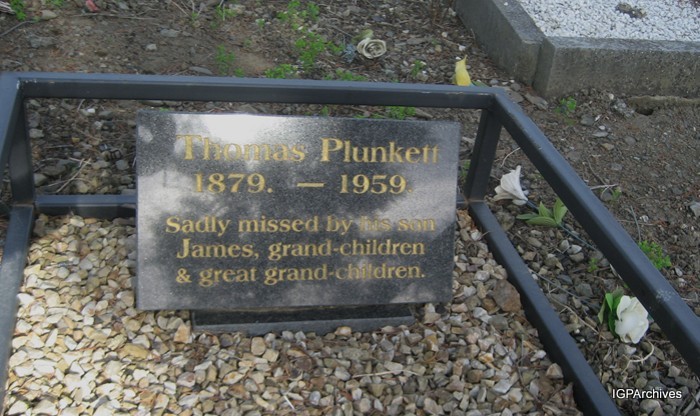 Thomas Plunkett
1879. — 1959.
Sadly missed by his son
James, grand-children
& great grand-children.
IGPArchives